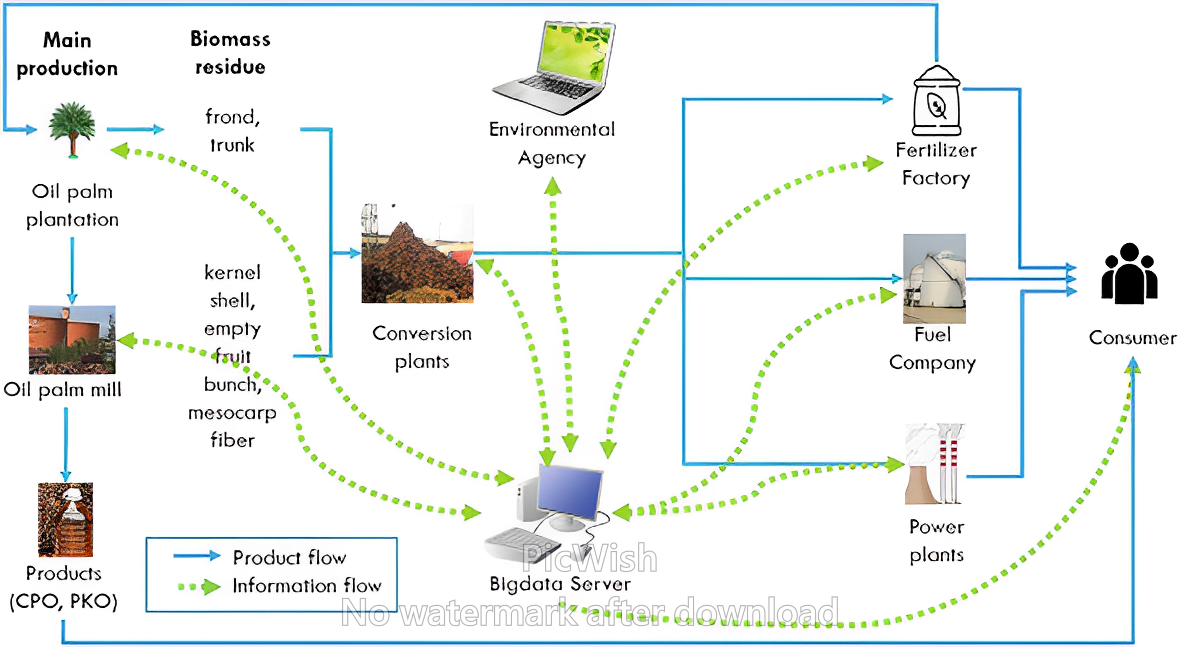 Main
production
Biomass
residue
frond,
trunk
Environmental
Agency
Fertilizer
Factory
Oil palm
plantation
kernel
shell,
empty
fruit
bunch,
mesocarp
fiber
Conversion
plants
Fuel
Company
Consumer
Oil palm mill
Power
plants
Products
(CPO, PKO)
Product flow
Information flow
PicWish
Bigdata Server
No watermark after download